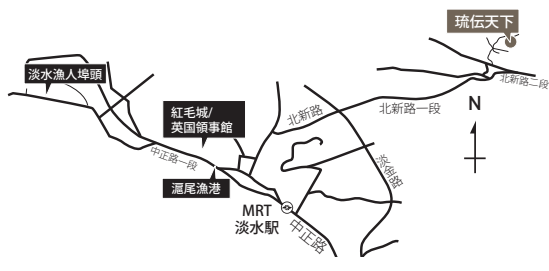 琉伝天下
淡水漁人埠頭
北新路二段
紅毛城/
英国領事館
北新路
北新路一段
N
中正路一段
淡金路
滬尾漁港
MRT
淡水駅
中正路